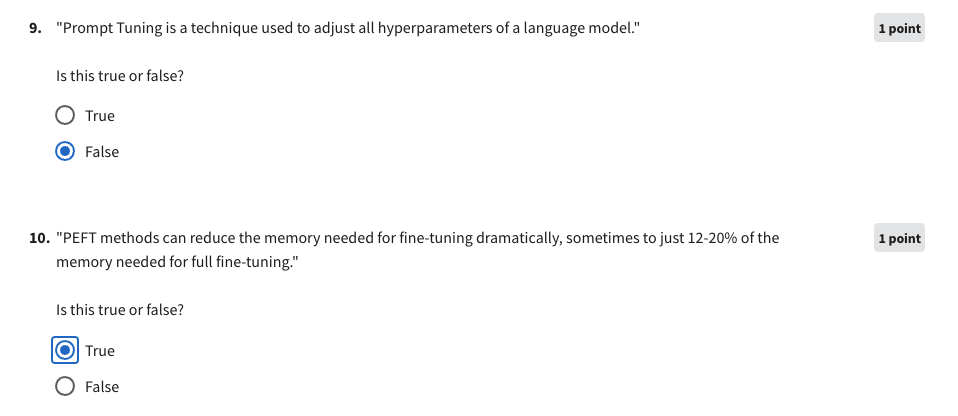 9. "Prompt Tuning is a technique used to adjust all hyperparameters of a language model."
1 point
Is this true or false?
True
False
10. "PEFT methods can reduce the memory needed for fine-tuning dramatically, sometimes to just 12-20% of the
memory needed for full fine-tuning."
1 point
Is this true or false?
True
False